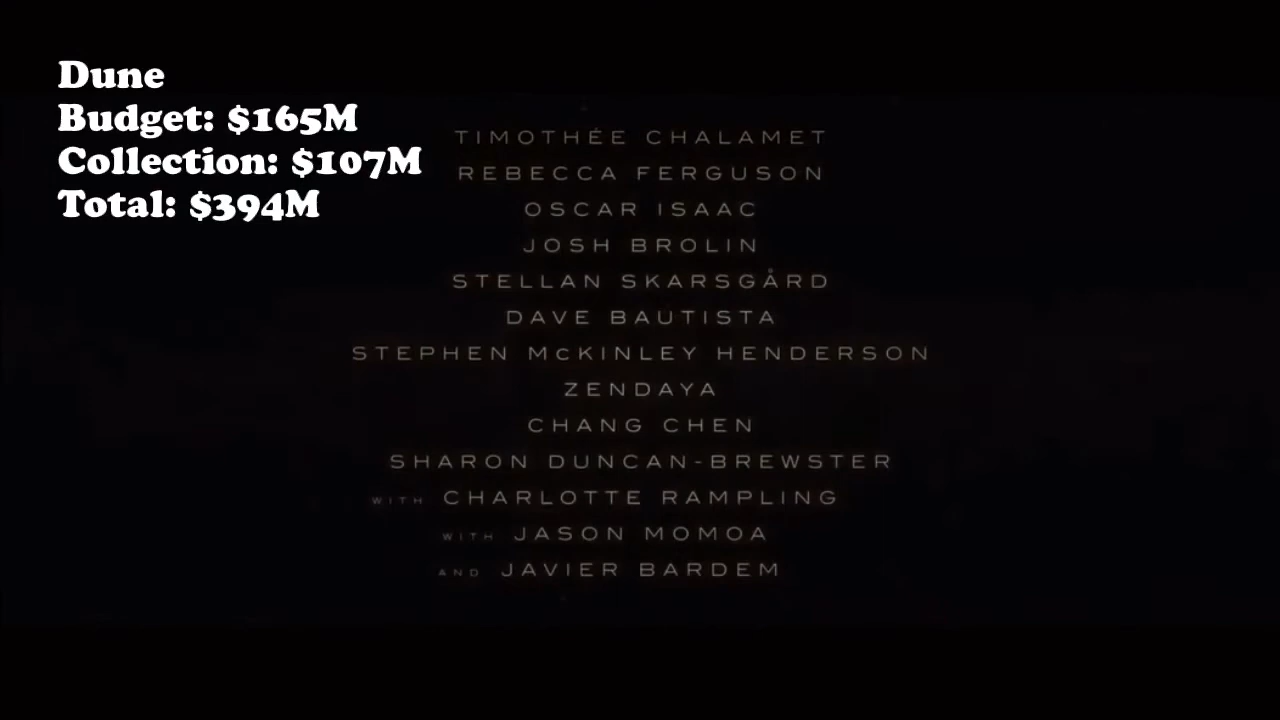 Dune
Budget: $165M
Collection: $107M
Total: $394M
TIMOTHÉE CHALAMET
REBECCA FERGUSON
OSCAR ISAAC
JOSH BROLIN
STELLAN SKARSGÅRD
DAVE BAUTISTA
STEPHEN McKINLEY HENDERSON
ZENDAYA
CHANG CHEN
SHARON DUNCAN-BREWSTER
WITH CHARLOTTE RAMPLING
WITH JASON MOMOA
AND JAVIER BARDEM